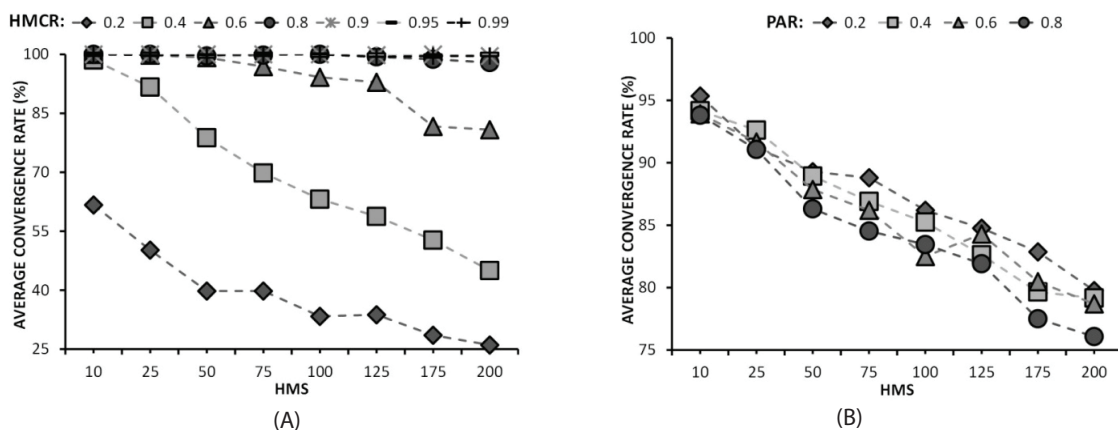 HMCR: 0.2 0.4 0.6 0.8 0.9 0.95 0.99
AVERAGE CONVERGENCE RATE (%)
100
85
70
55
40
25
10 25 50 75 100 125 175 200
HMS
(A)
PAR: 0.2 0.4 0.6 0.8
AVERAGE CONVERGENCE RATE (%)
100
95
90
85
80
75
10 25 50 75 100 125 175 200
HMS
(B)